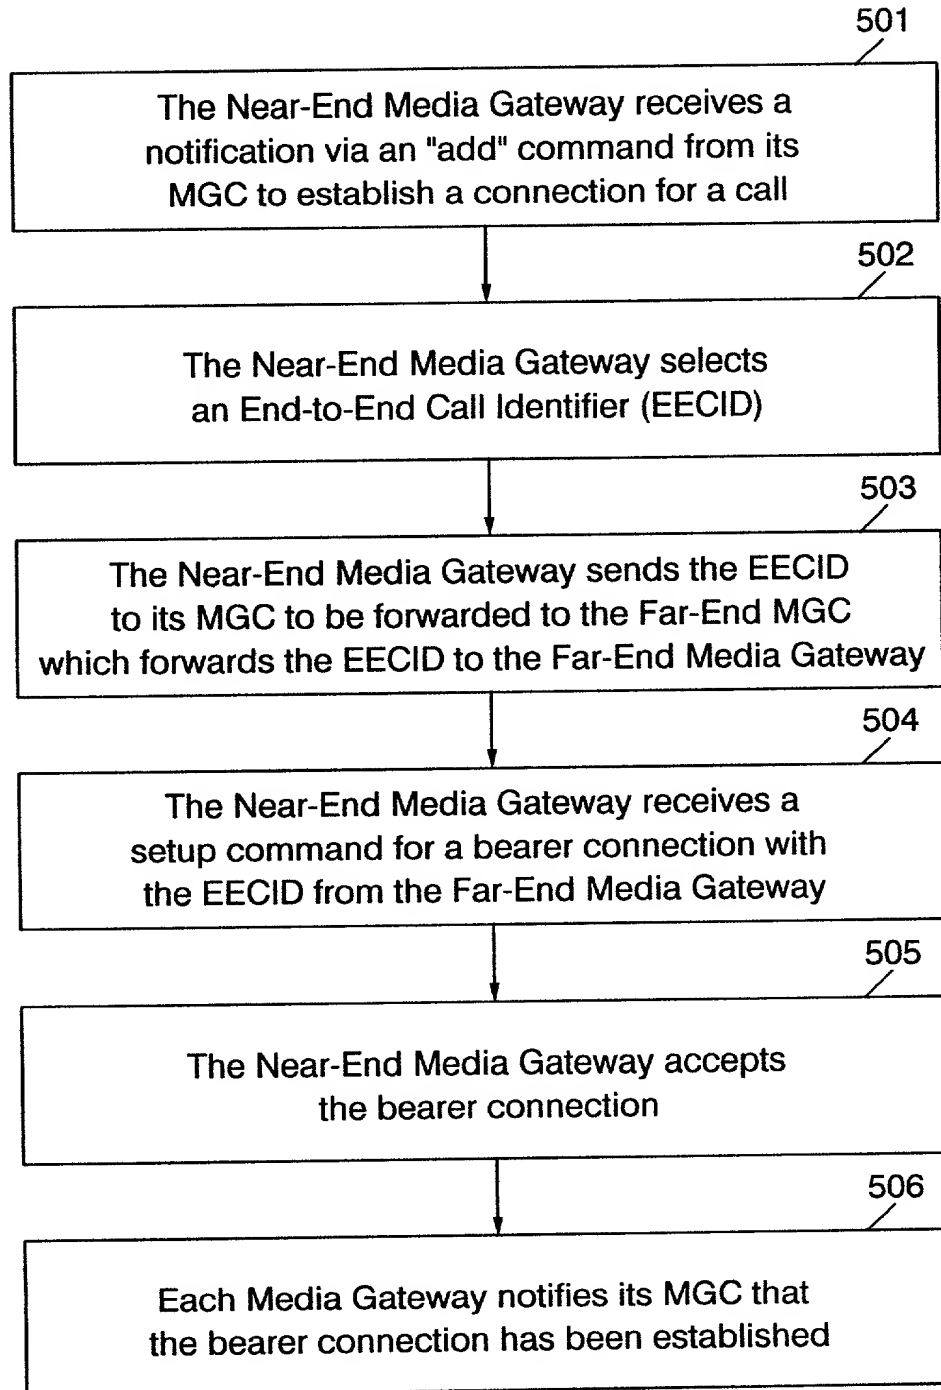 501
The Near-End Media Gateway receives a
notification via an "add" command from its
MGC to establish a connection for a call
502
The Near-End Media Gateway selects
an End-to-End Call Identifier (EECID)
503
The Near-End Media Gateway sends the EECID
to its MGC to be forwarded to the Far-End MGC
which forwards the EECID to the Far-End Media Gateway
504
The Near-End Media Gateway receives a
setup command for a bearer connection with
the EECID from the Far-End Media Gateway
505
The Near-End Media Gateway accepts
the bearer connection
506
Each Media Gateway notifies its MGC that
the bearer connection has been established